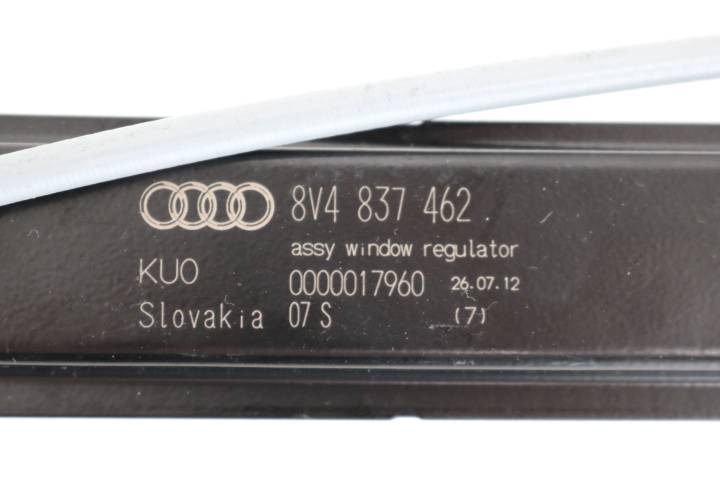 8V4 837 462
assy window regulator
KUO 0000017960 26.07.12
Slovakia 07 S (7)